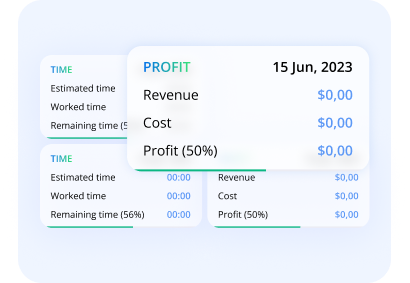 PROFIT 15 Jun, 2023
Revenue $0,00
Cost $0,00
Profit (50%) $0,00
TIME
Estimated time
Worked time
Remaining time (5
TIME
Estimated time 00:00
Worked time 00:00
Remaining time (56%) 00:00
Revenue $0,00
Cost $0,00
Profit (50%) $0,00